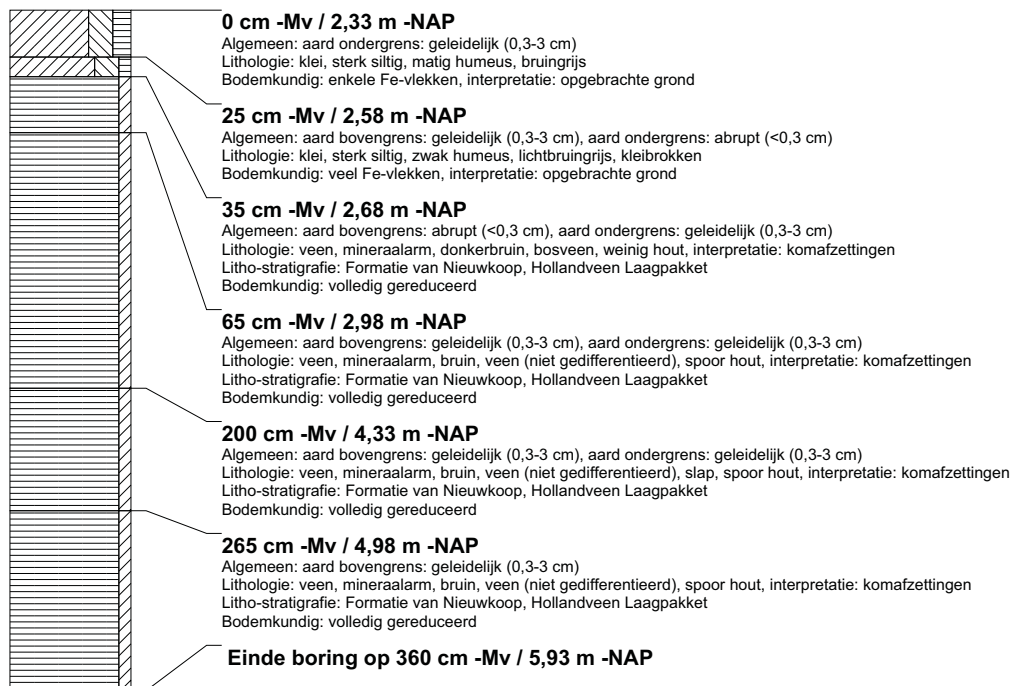 0 cm -Mv / 2,33 m -NAP
Algemeen: aard ondergrens: geleidelijk (0,3-3 cm)
Lithologie: klei, sterk siltig, matig humeus, bruingrijs
Bodemkundig: enkele Fe-vlekken, interpretatie: opgebrachte grond
25 cm -Mv / 2,58 m -NAP
Algemeen: aard bovengrens: geleidelijk (0,3-3 cm), aard ondergrens: abrupt (<0,3 cm)
Lithologie: klei, sterk siltig, zwak humeus, lichtbruingrijs, kleibrokken
Bodemkundig: veel Fe-vlekken, interpretatie: opgebrachte grond
35 cm -Mv / 2,68 m -NAP
Algemeen: aard bovengrens: abrupt (<0,3 cm), aard ondergrens: geleidelijk (0,3-3 cm)
Lithologie: veen, mineraalarm, donkerbruin, bosveen, weinig hout, interpretatie: komafzettingen
Litho-stratigrafie: Formatie van Nieuwkoop, Hollandveen Laagpakket
Bodemkundig: volledig gereduceerd
65 cm -Mv / 2,98 m -NAP
Algemeen: aard bovengrens: geleidelijk (0,3-3 cm), aard ondergrens: geleidelijk (0,3-3 cm)
Lithologie: veen, mineraalarm, bruin, veen (niet gedifferentieerd), spoor hout, interpretatie: komafzettingen
Litho-stratigrafie: Formatie van Nieuwkoop, Hollandveen Laagpakket
Bodemkundig: volledig gereduceerd
200 cm -Mv / 4,33 m -NAP
Algemeen: aard bovengrens: geleidelijk (0,3-3 cm), aard ondergrens: geleidelijk (0,3-3 cm)
Lithologie: veen, mineraalarm, bruin, veen (niet gedifferentieerd), slap, spoor hout, interpretatie: komafzettingen
Litho-stratigrafie: Formatie van Nieuwkoop, Hollandveen Laagpakket
Bodemkundig: volledig gereduceerd
265 cm -Mv / 4,98 m -NAP
Algemeen: aard bovengrens: geleidelijk (0,3-3 cm)
Lithologie: veen, mineraalarm, bruin, veen (niet gedifferentieerd), spoor hout, interpretatie: komafzettingen
Litho-stratigrafie: Formatie van Nieuwkoop, Hollandveen Laagpakket
Bodemkundig: volledig gereduceerd
Einde boring op 360 cm -Mv / 5,93 m -NAP